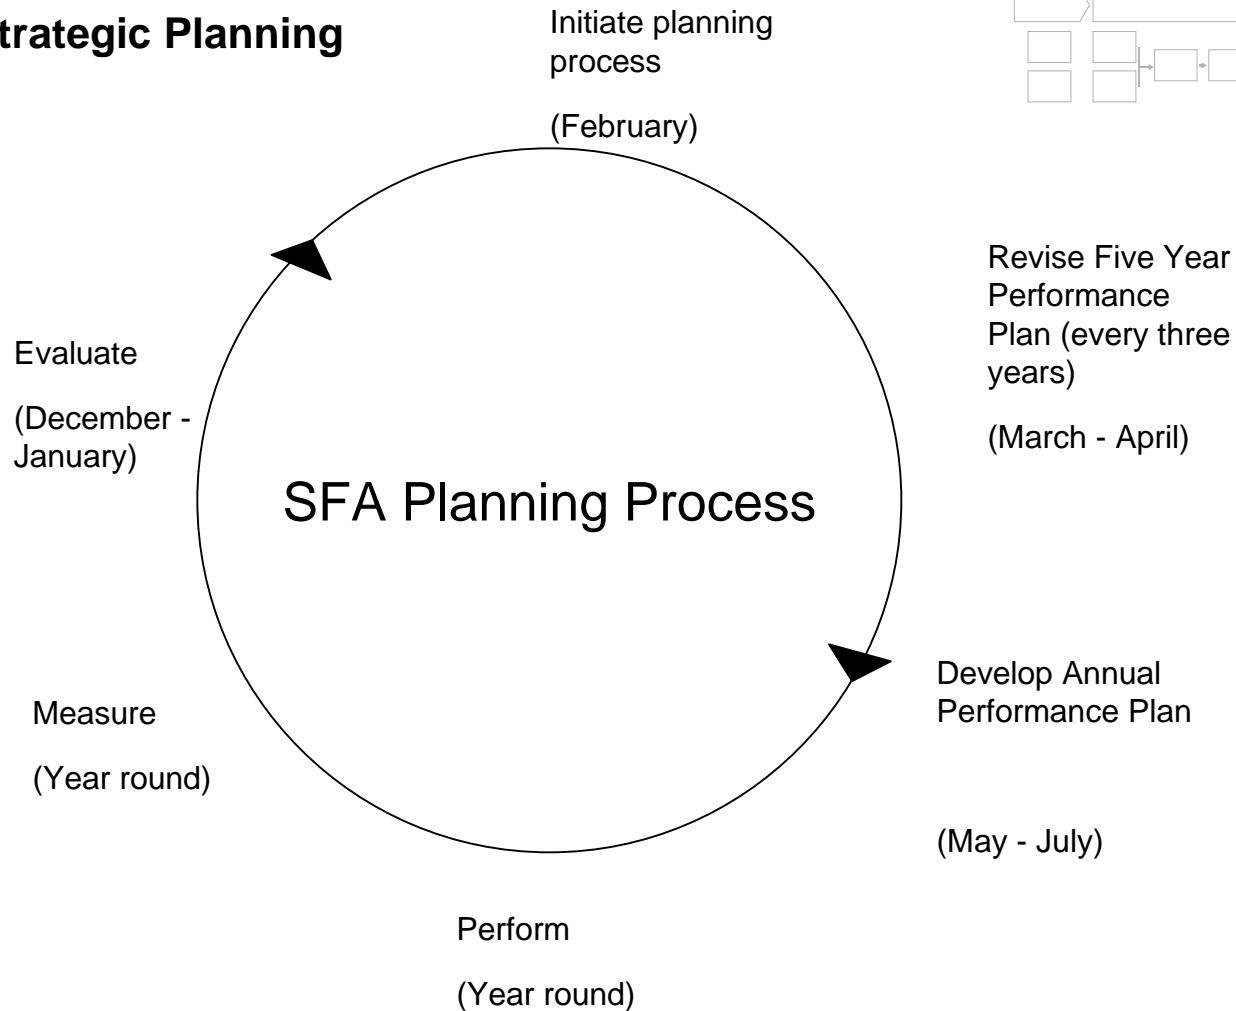 trategic Planning
Initiate planning
process
(February)
Revise Five Year
Performance
Plan (every three
years)
(March - April)
Evaluate
(December -
January)
SFA Planning Process
Develop Annual
Performance Plan
(May - July)
Measure
(Year round)
Perform
(Year round)